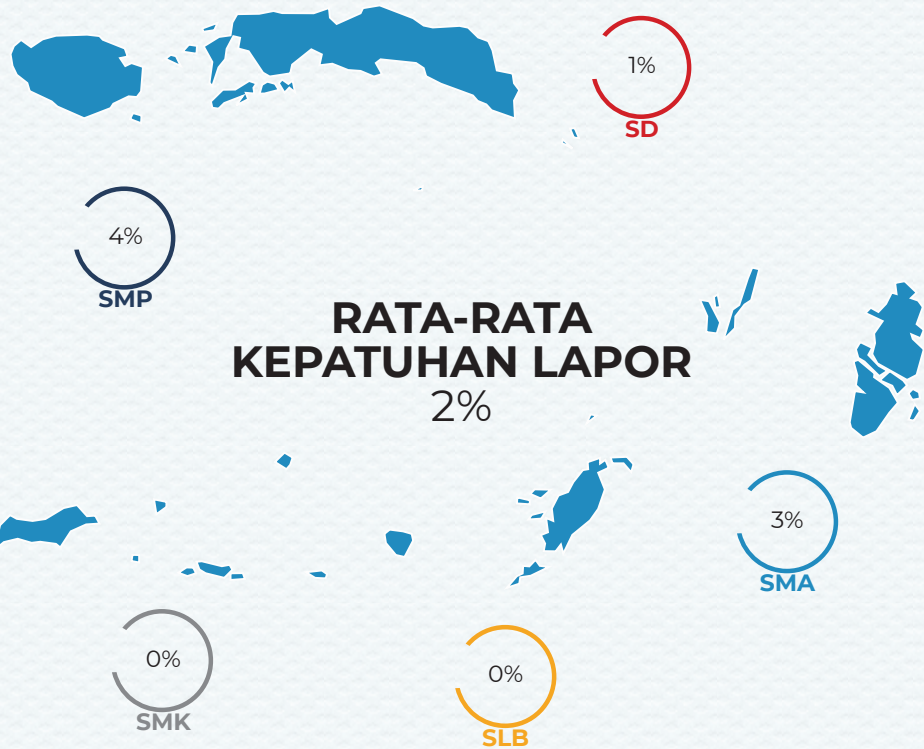 1%
SD
4%
SMP
RATA-RATA
KEPATUHAN LAPOR
2%
3%
SMA
0%
SMK
0%
SLB